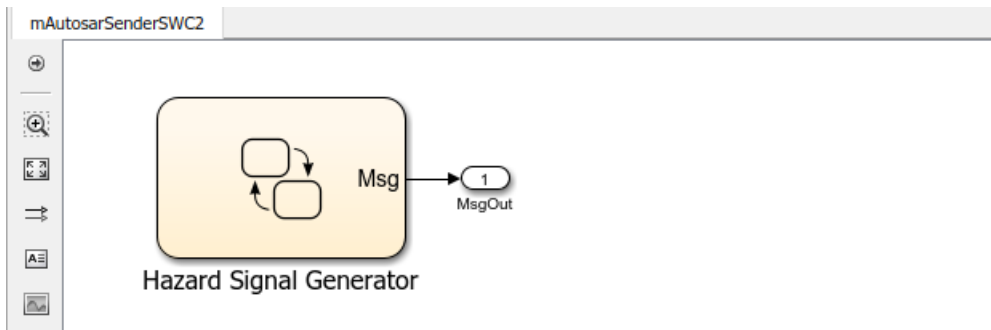 mAutosarSenderSWC2
Msg
1
MsgOut
Hazard Signal Generator
A